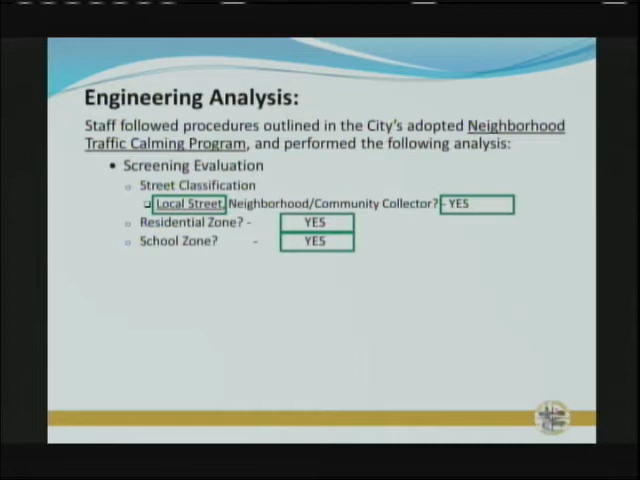 Engineering Analysis:
Staff followed procedures outlined in the City's adopted Neighborhood
Traffic Calming Program, and performed the following analysis:
• Screening Evaluation
Street Classification
Local Street, Neighborhood/Community Collector? - YES
Residential Zone? - YES
School Zone? - YES